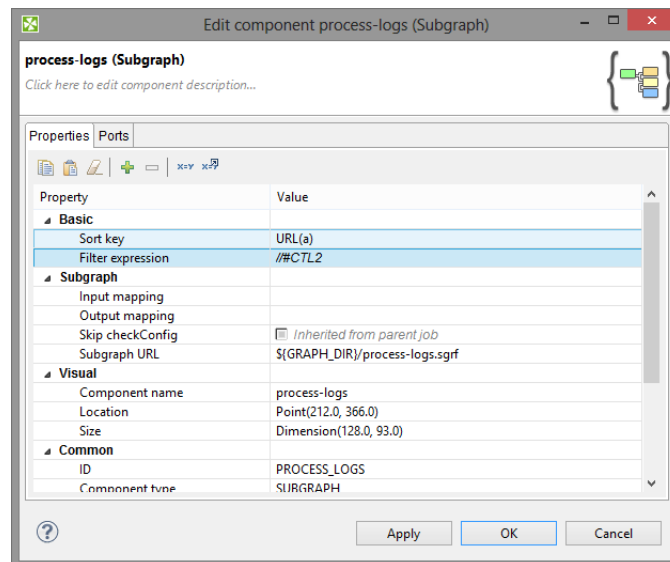 Edit component process-logs (Subgraph)
process-logs (Subgraph)
Click here to edit component description...
Properties Ports
x=y x=?
Property Value
Basic
Sort key URL(a)
Filter expression //#CTL2
Subgraph
Input mapping
Output mapping
Skip checkConfig Inherited from parent job
Subgraph URL ${GRAPH_DIR}/process-logs.sgrf
Visual
Component name process-logs
Location Point(212.0, 366.0)
Size Dimension(128.0, 93.0)
Common
ID PROCESS_LOGS
Component type SUBGRAPH
Apply OK Cancel